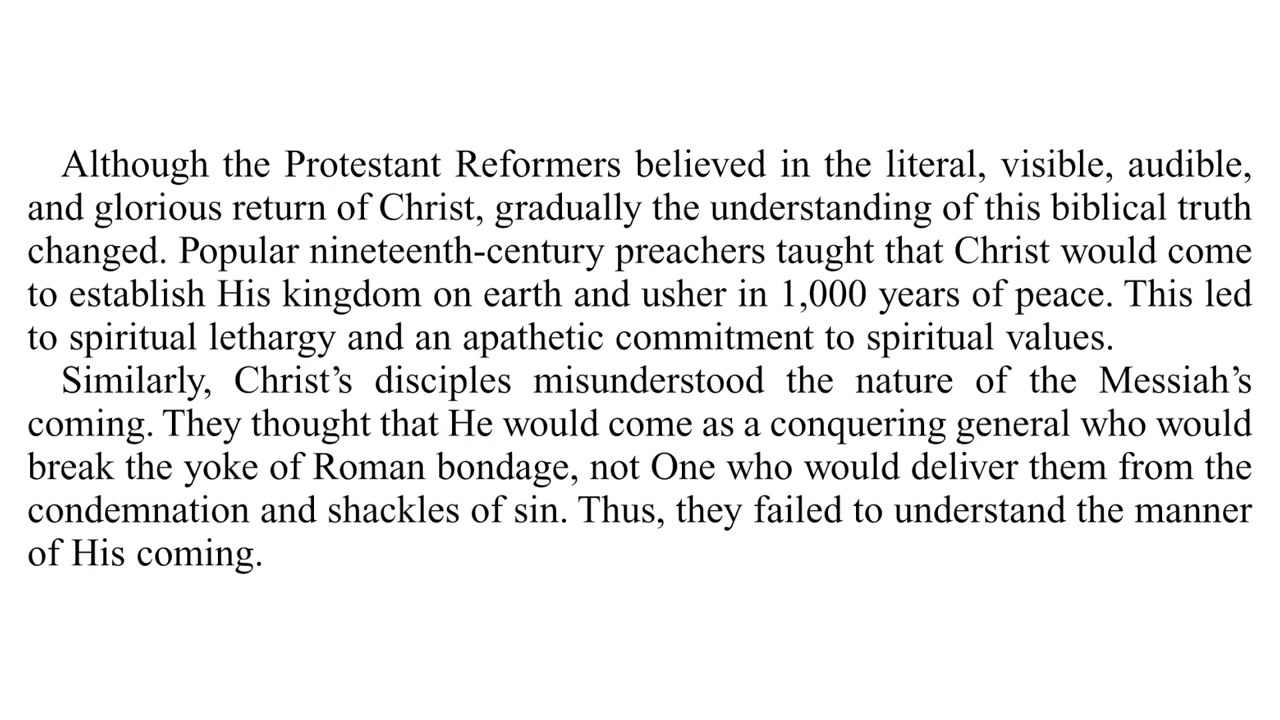 Although the Protestant Reformers believed in the literal, visible, audible,
and glorious return of Christ, gradually the understanding of this biblical truth
changed. Popular nineteenth-century preachers taught that Christ would come
to establish His kingdom on earth and usher in 1,000 years of peace. This led
to spiritual lethargy and an apathetic commitment to spiritual values.
Similarly, Christ’s disciples misunderstood the nature of the Messiah’s
coming. They thought that He would come as a conquering general who would
break the yoke of Roman bondage, not One who would deliver them from the
condemnation and shackles of sin. Thus, they failed to understand the manner
of His coming.